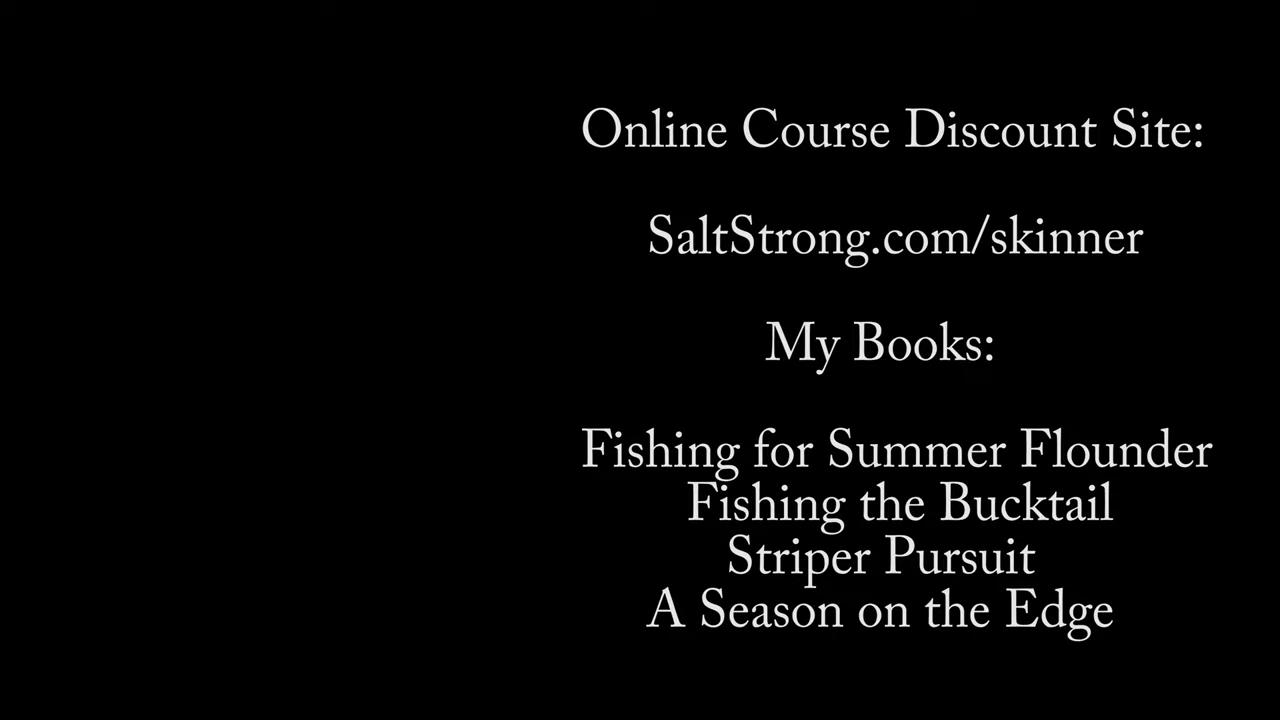 Online Course Discount Site:
SaltStrong.com/skinner
My Books:
Fishing for Summer Flounder
Fishing the Bucktail
Striper Pursuit
A Season on the Edge